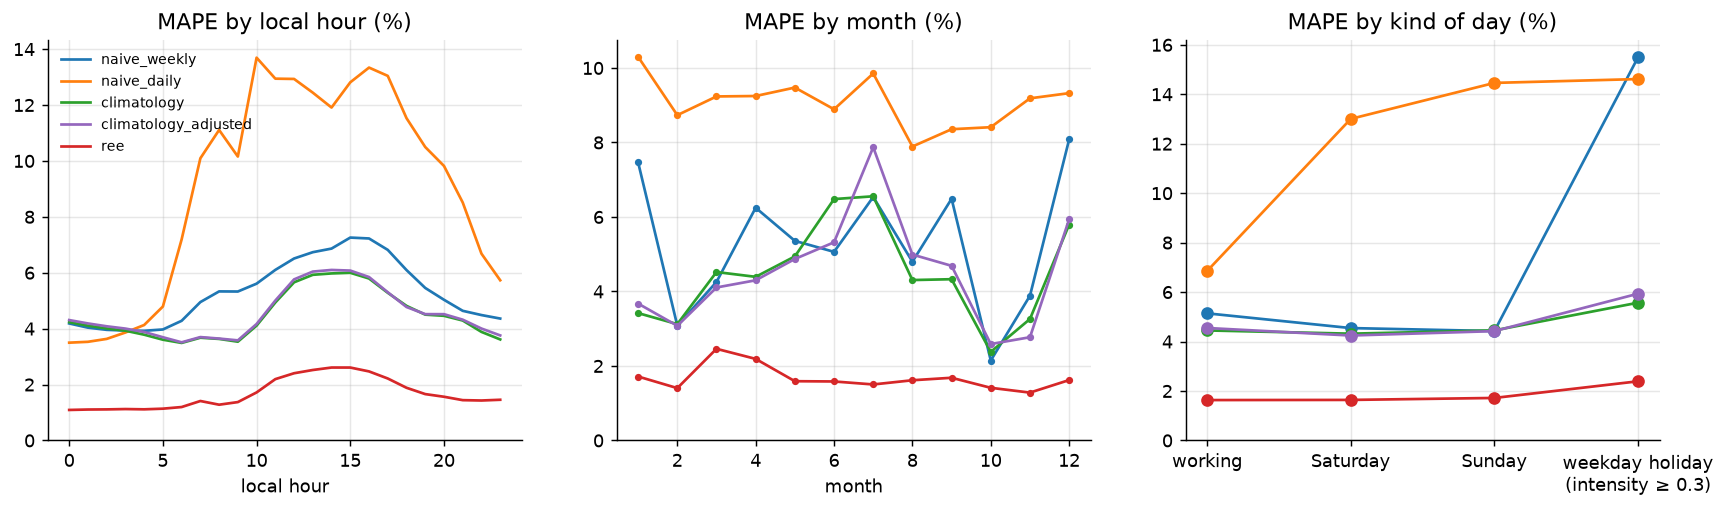 MAPE by local hour (%)
14
12
10
8
6
4
2
0
naive_weekly
naive_daily
climatology
climatology_adjusted
ree
0 5 10 15 20
local hour
MAPE by month (%)
10
8
6
4
2
0
2 4 6 8 10 12
month
MAPE by kind of day (%)
16
14
12
10
8
6
4
2
0
working Saturday Sunday weekday holiday
(intensity ≥ 0.3)